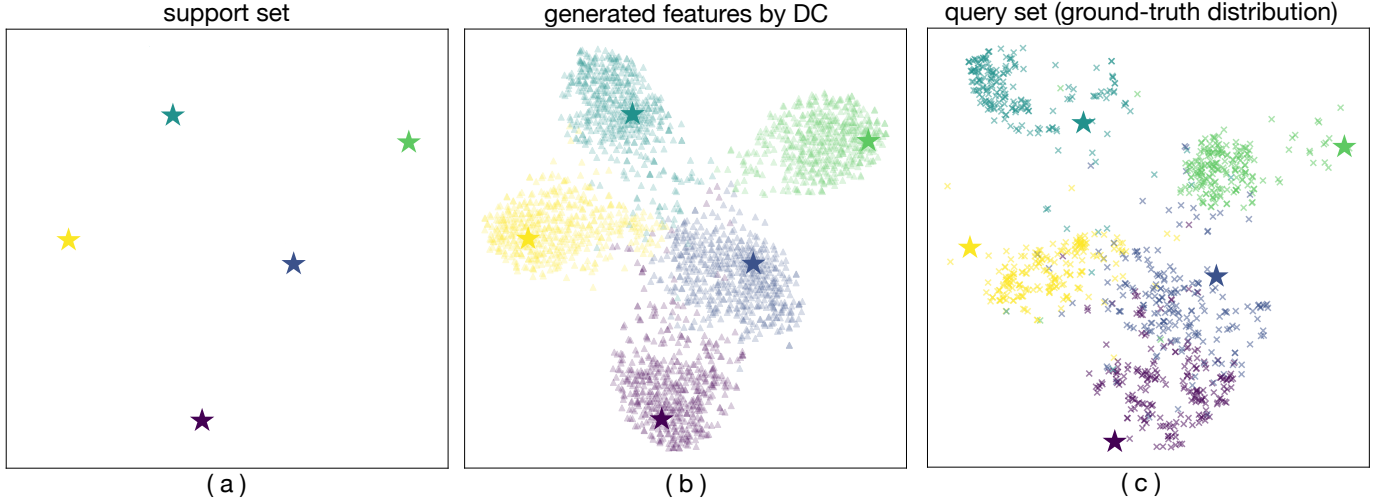 support set
generated features by DC
query set (ground-truth distribution)
( a )
( b )
( c )